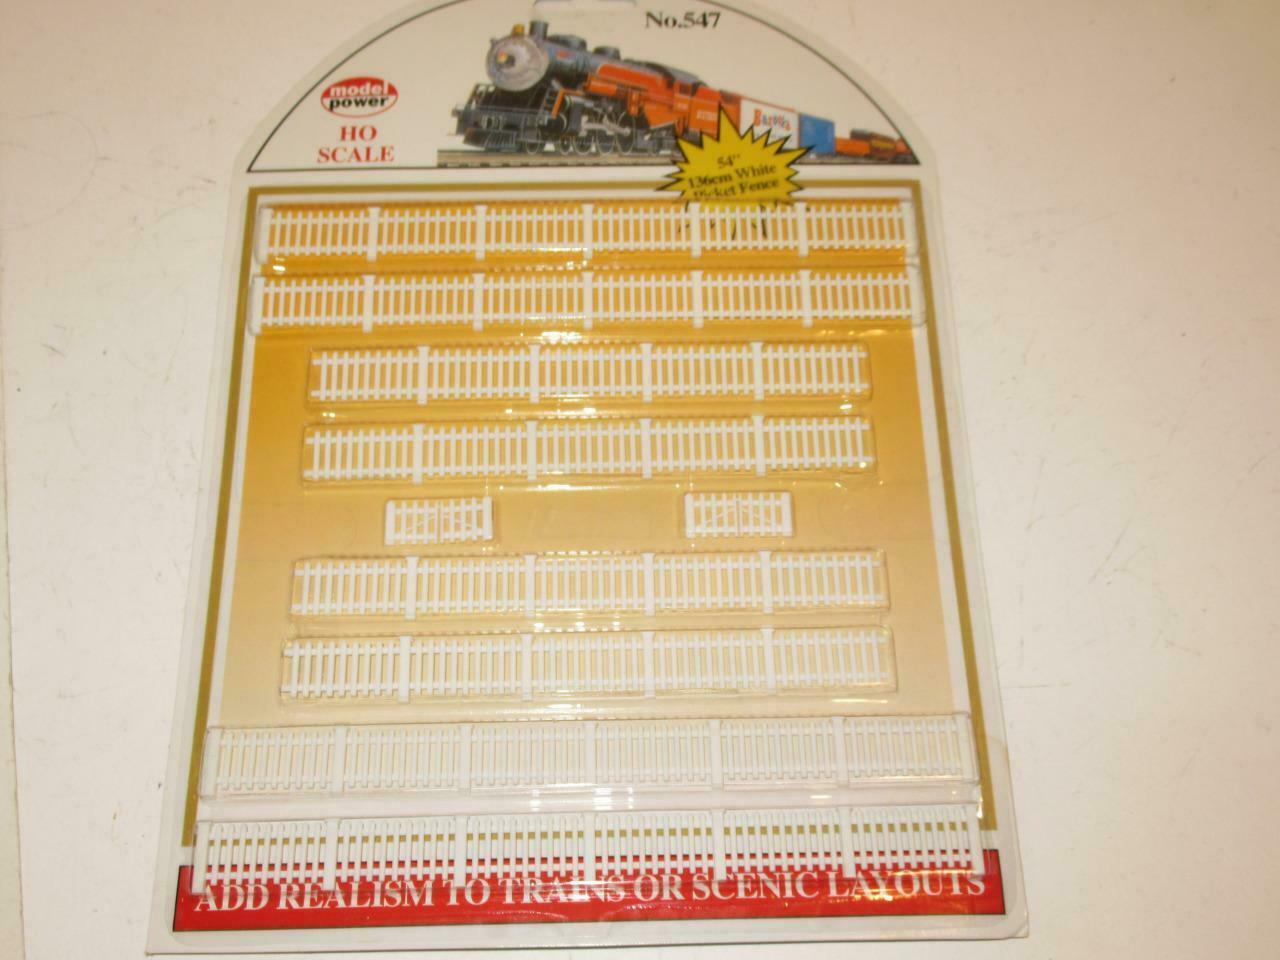 No.547
model
power
HO
SCALE
54"
136cm White
Picket Fence
ADD REALISM TO TRAINS OR SCENIC LAYOUTS